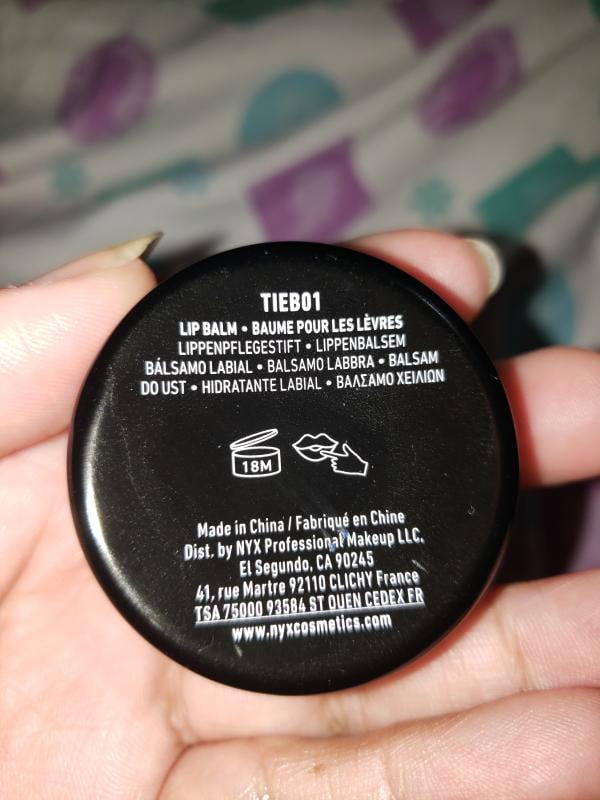 TIEB01
LIP BALM • BAUME POUR LES LÈVRES
LIPPENPFLEGESTIFT • LIPPENBALSEM
BÁLSAMO LABIAL • BALSAMO LABBRA • BALSAM
DO UST • HIDRATANTE LABIAL • ΒΑΛΣΑΜΟ ΧΕΙΛΙΩΝ
18M
Made in China / Fabriqué en Chine
Dist. by NYX Professional Makeup LLC.
El Segundo, CA 90245
41, rue Martre 92110 CLICHY France
TSA 75000 93584 ST OUEN CEDEX FR
www.nyxcosmetics.com